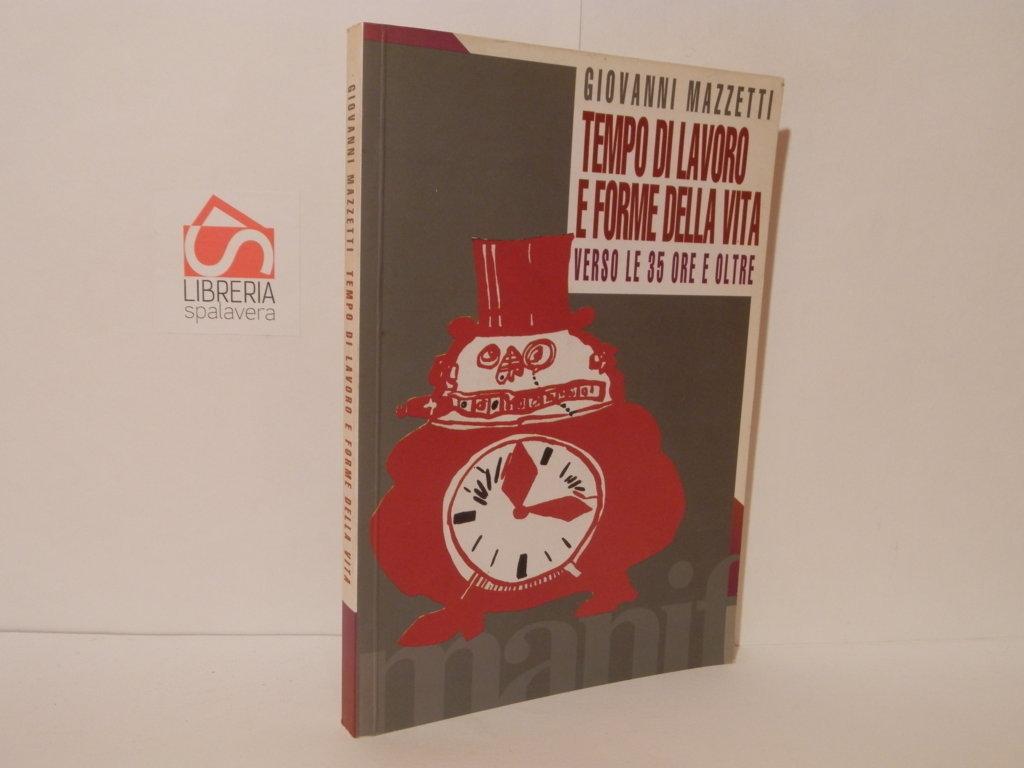 GIOVANNI MAZZETTI
TEMPO DI LAVORO
E FORME DELLA VITA
VERSO LE 35 ORE E OLTRE
manif
GIOVANNI MAZZETTI TEMPO DI LAVORO E FORME DELLA VITA
LIBRERIA
spalavera